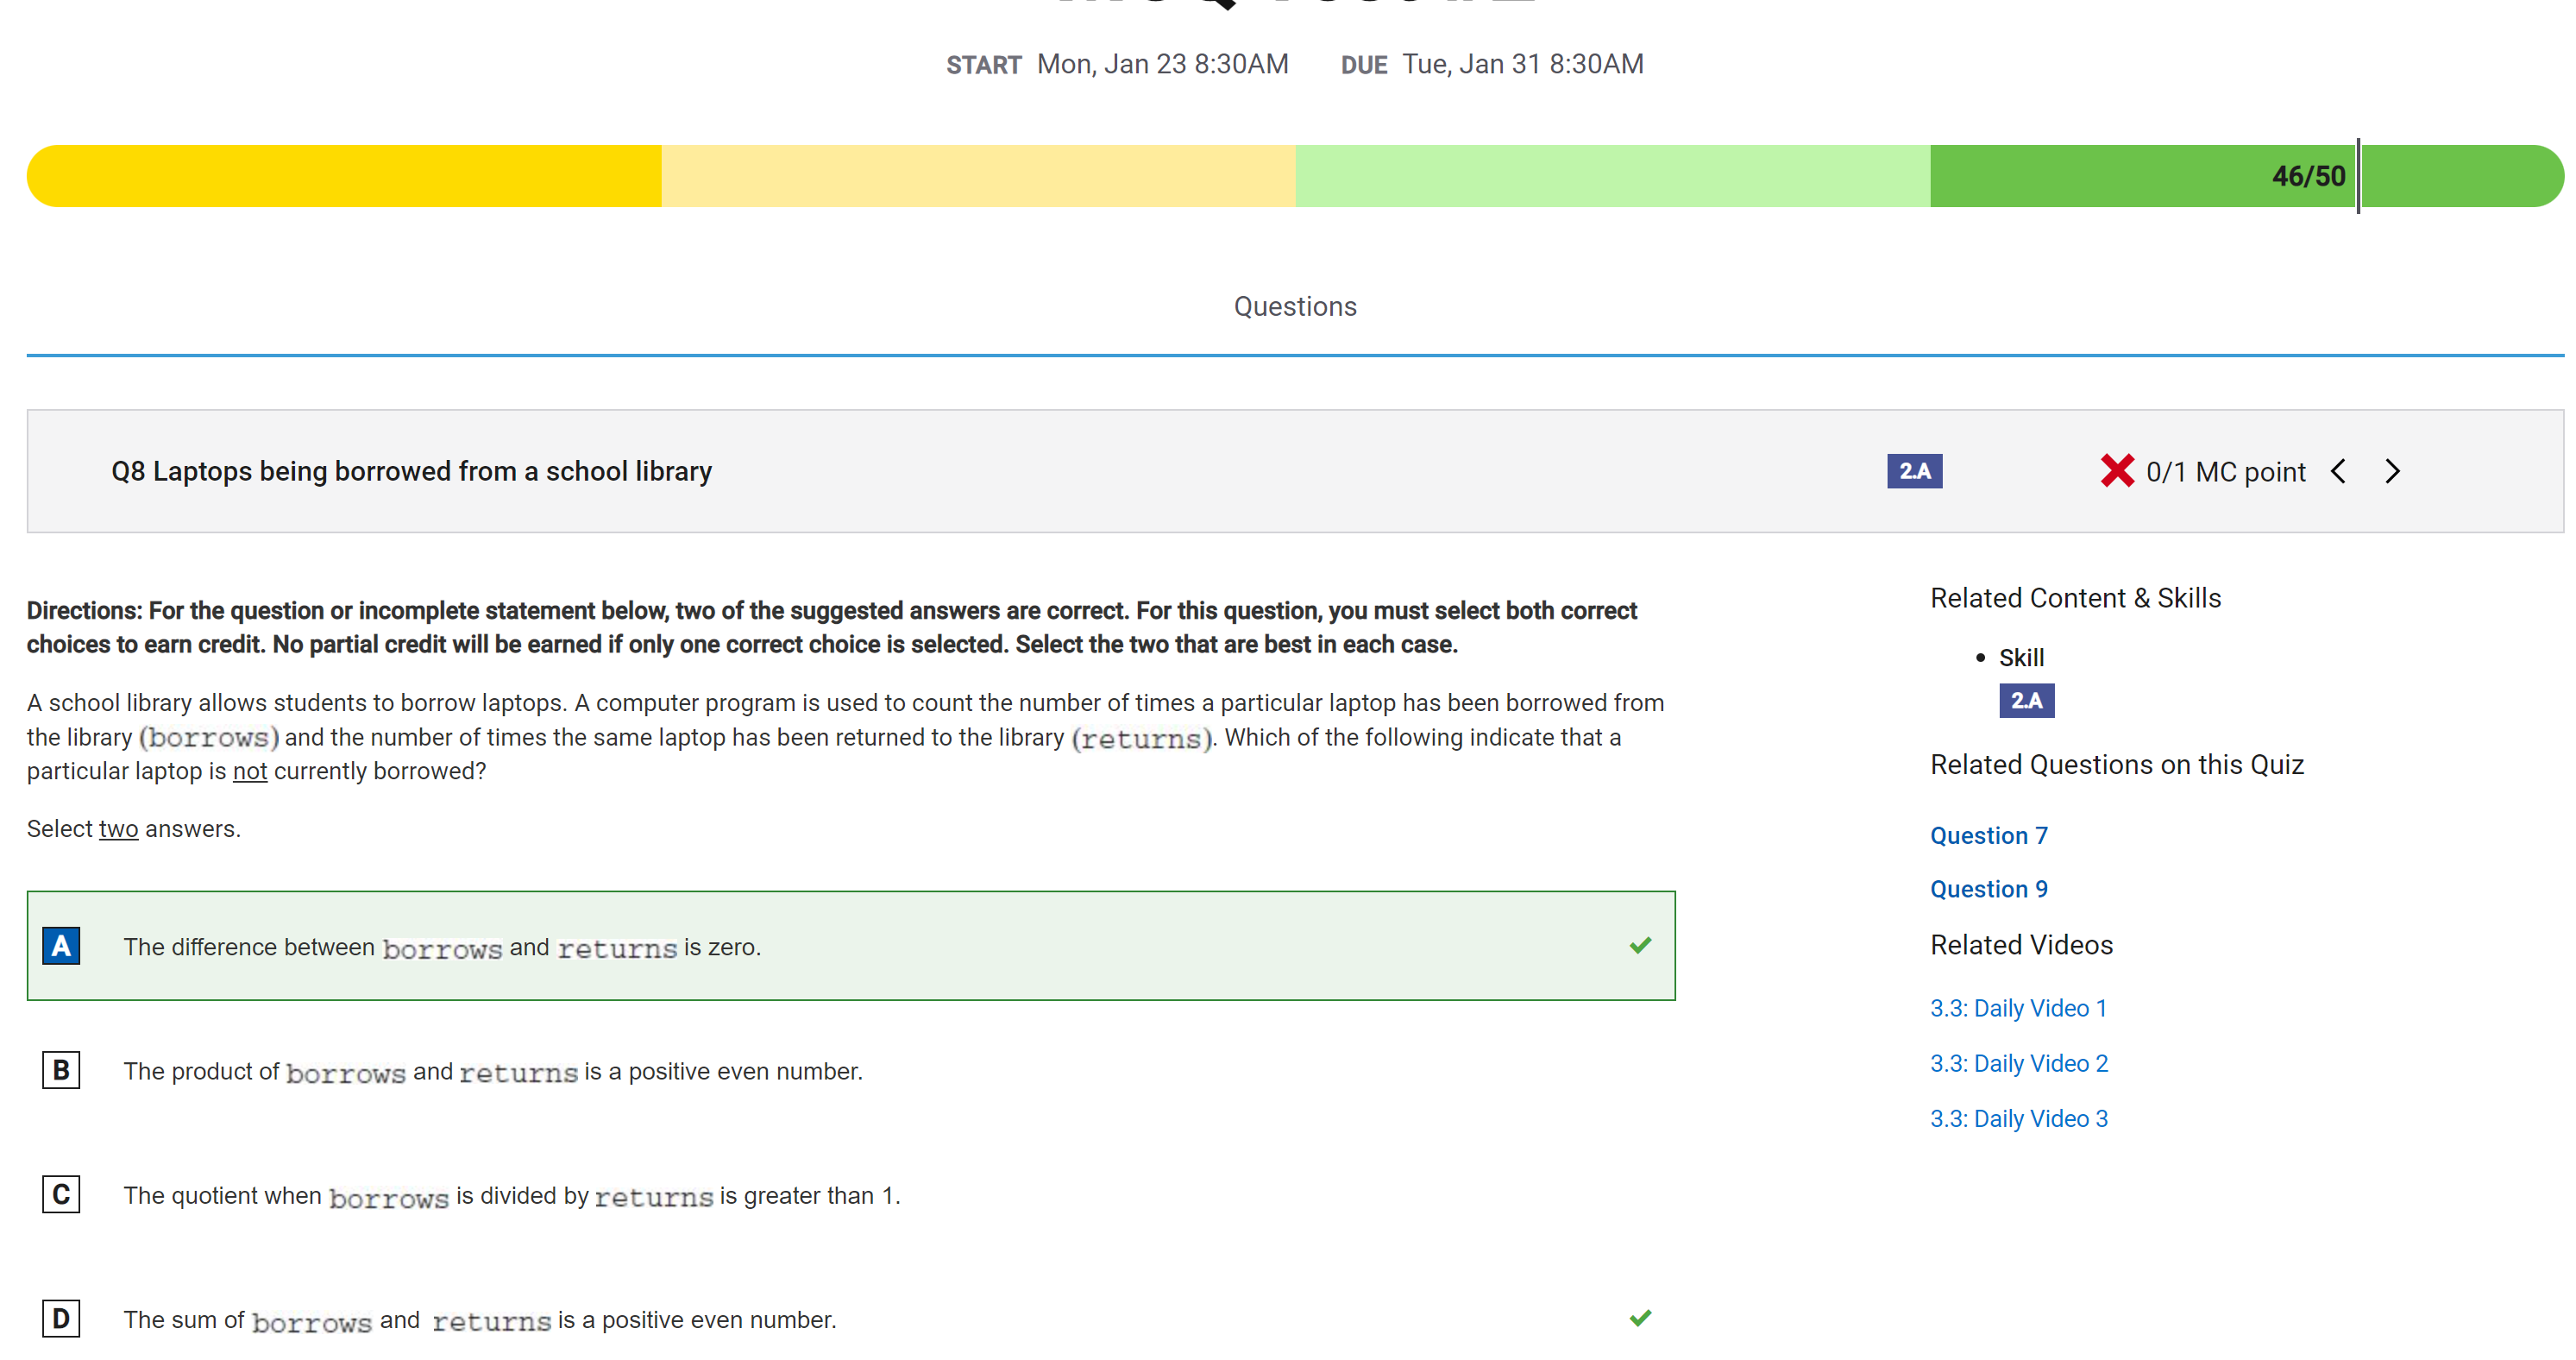 START Mon, Jan 23 8:30AM DUE Tue, Jan 31 8:30AM
46/50
Questions
Q8 Laptops being borrowed from a school library 2.A 0/1 MC point
Directions: For the question or incomplete statement below, two of the suggested answers are correct. For this question, you must select both correct
choices to earn credit. No partial credit will be earned if only one correct choice is selected. Select the two that are best in each case.
A school library allows students to borrow laptops. A computer program is used to count the number of times a particular laptop has been borrowed from
the library (borrows) and the number of times the same laptop has been returned to the library (returns). Which of the following indicate that a
particular laptop is not currently borrowed?
Select two answers.
A The difference between borrows and returns is zero.
B The product of borrows and returns is a positive even number.
C The quotient when borrows is divided by returns is greater than 1.
D The sum of borrows and returns is a positive even number.
Related Content & Skills
Skill
2.A
Related Questions on this Quiz
Question 7
Question 9
Related Videos
3.3: Daily Video 1
3.3: Daily Video 2
3.3: Daily Video 3